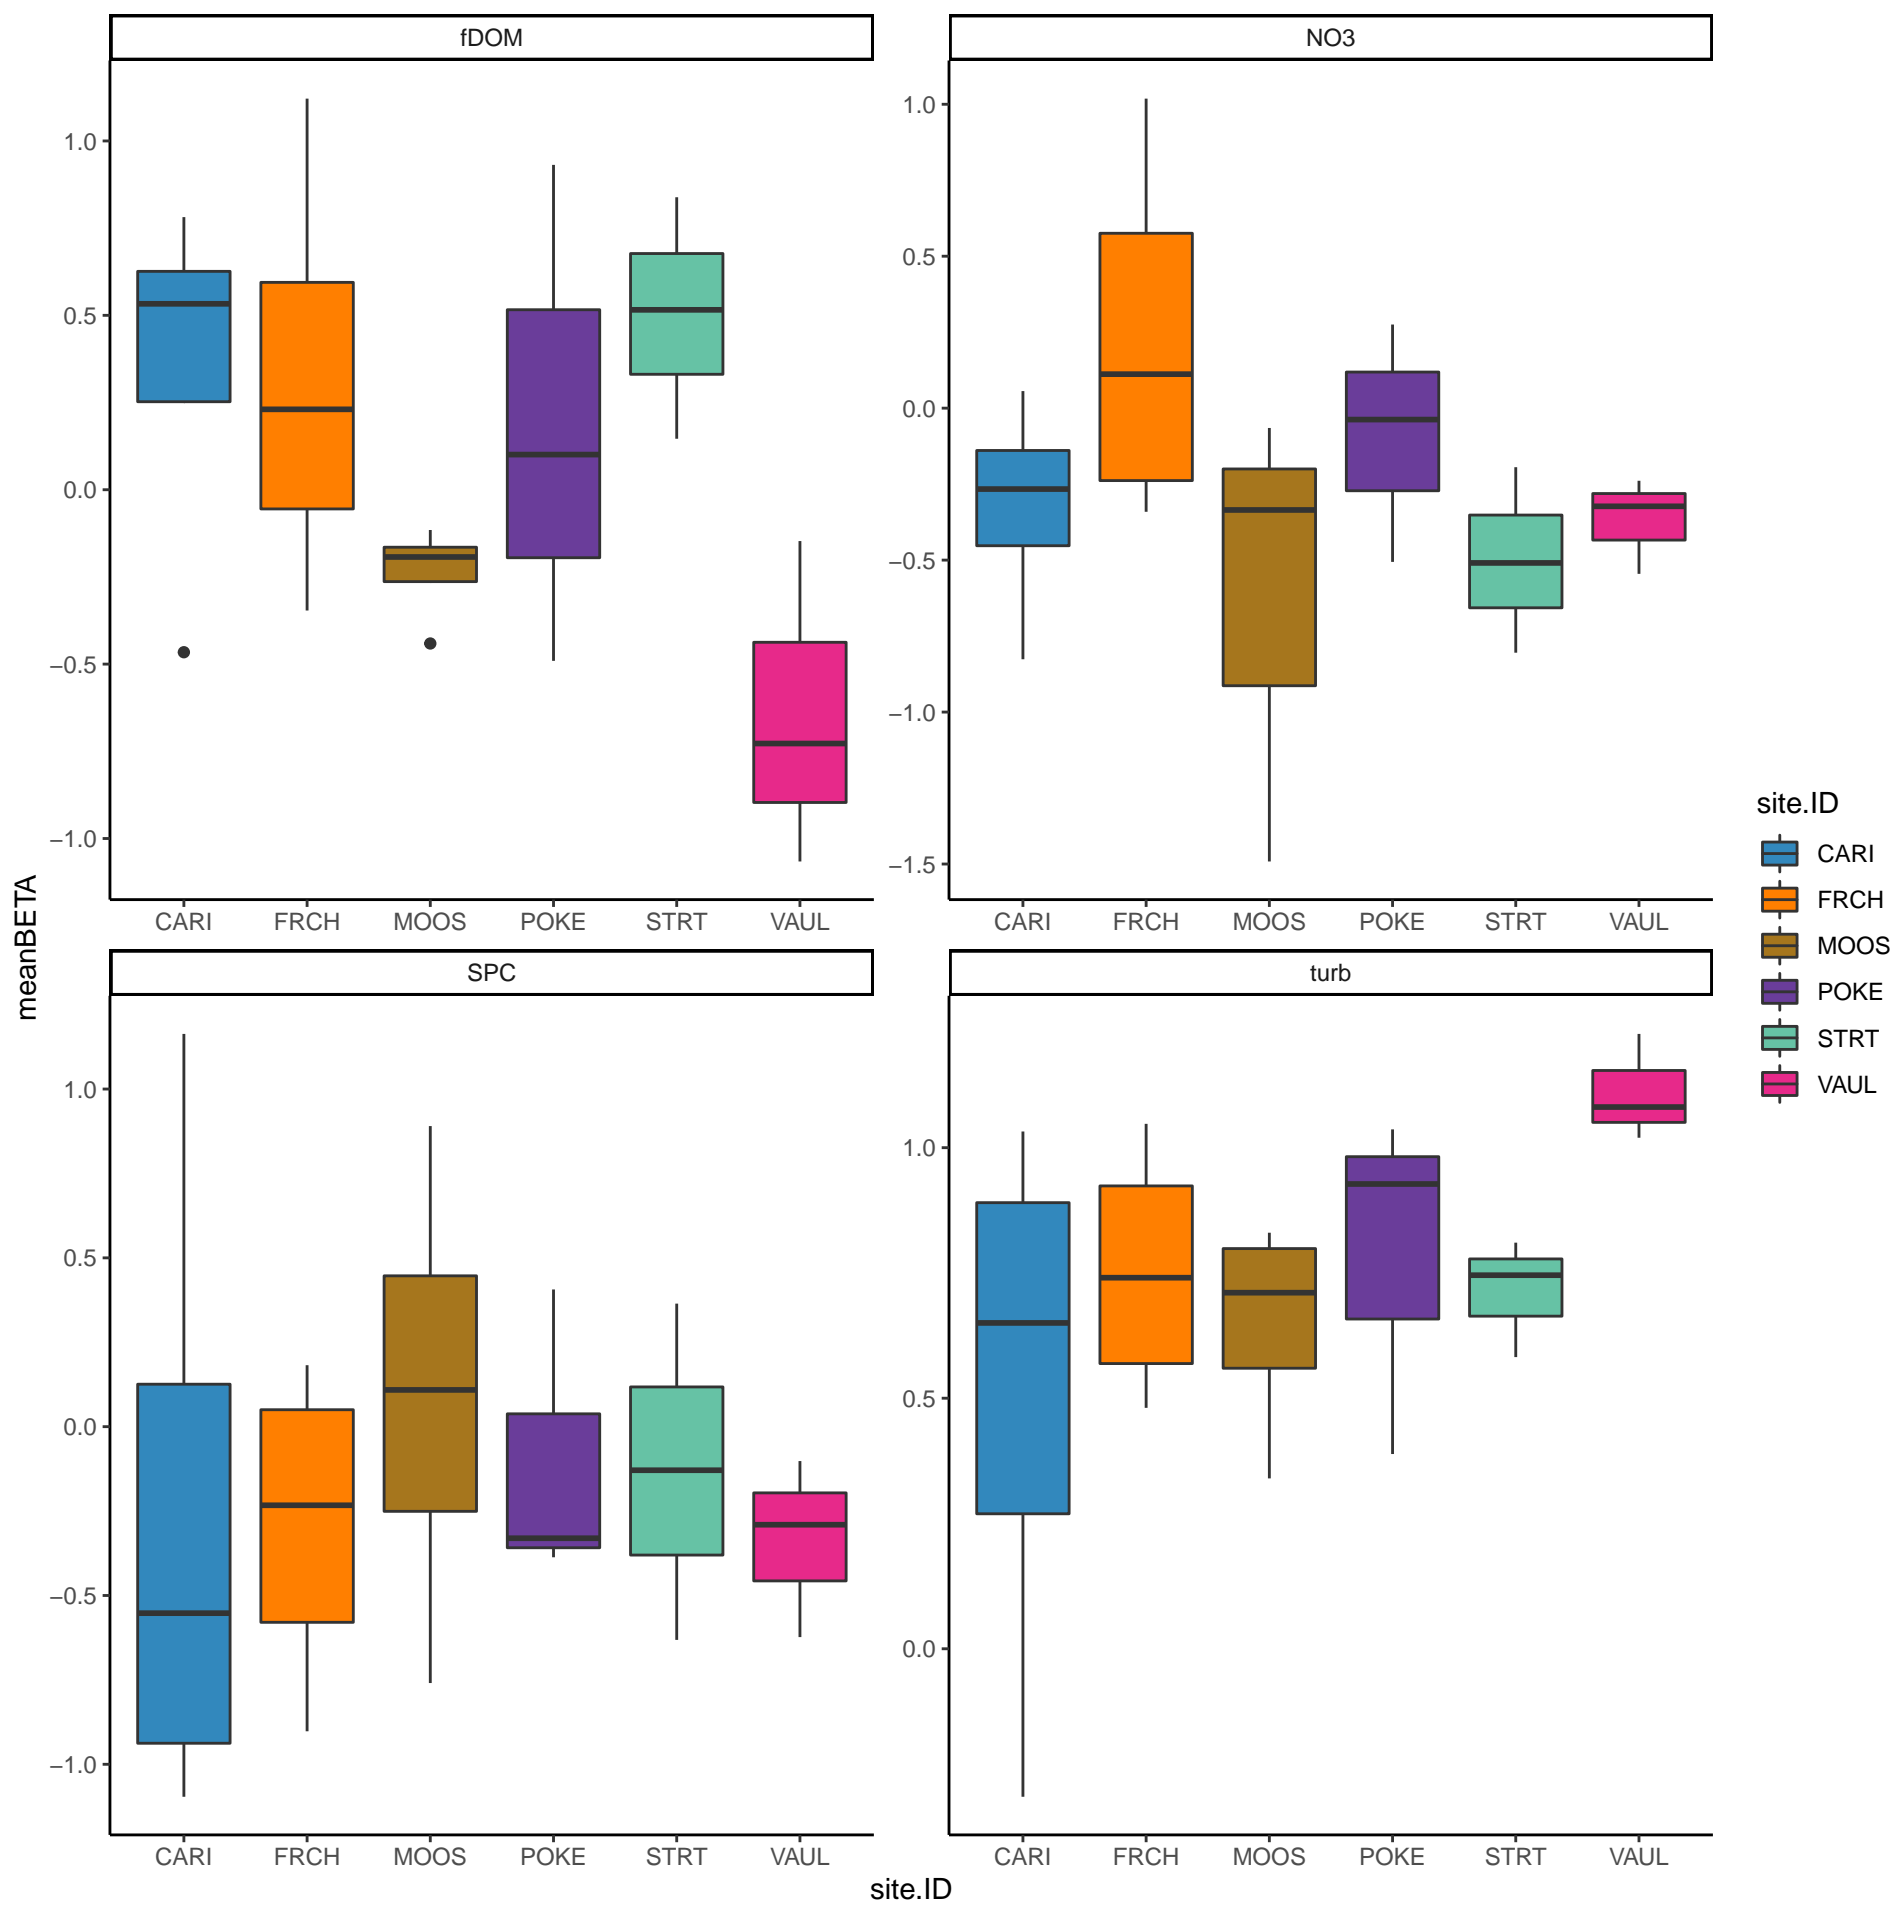 fDOM
NO3
1.0
0.5
0.0
−0.5
−1.0
1.0
0.5
0.0
−0.5
−1.0
−1.5
CARI FRCH MOOS POKE STRT VAUL
CARI FRCH MOOS POKE STRT VAUL
SPC
turb
1.0
0.5
0.0
−0.5
−1.0
1.0
0.5
0.0
CARI FRCH MOOS POKE STRT VAUL
CARI FRCH MOOS POKE STRT VAUL
meanBETA
site.ID
site.ID
CARI
FRCH
MOOS
POKE
STRT
VAUL